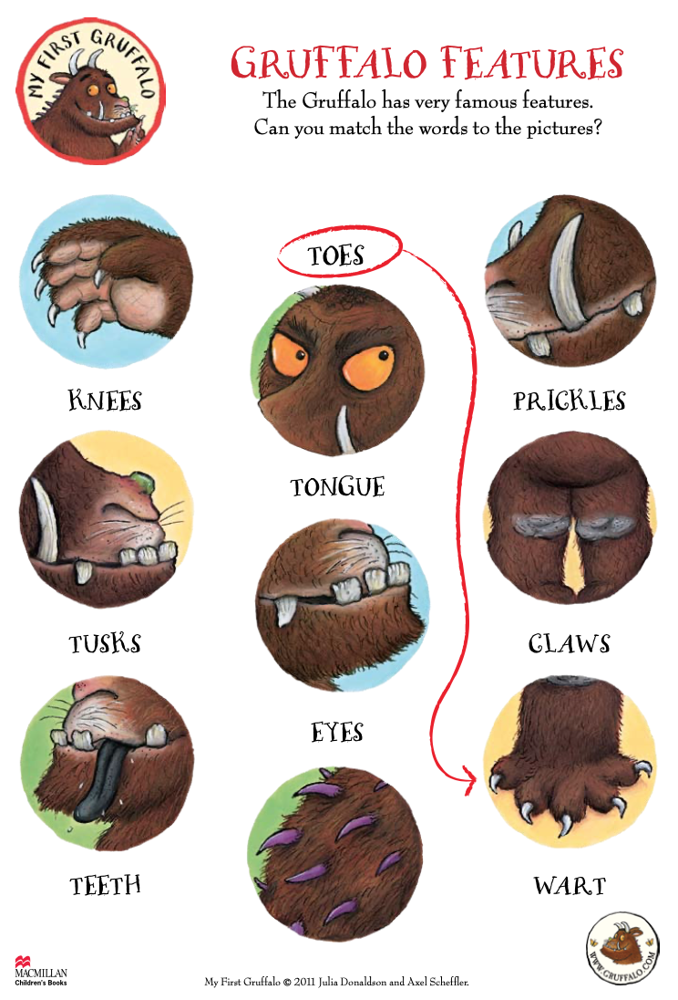 MY FIRST GRUFFALO
GRUFFALO FEATURES
The Gruffalo has very famous features.
Can you match the words to the pictures?
TOES
KNEES
PRICKLES
TONGUE
TUSKS
CLAWS
EYES
TEETH
WART
MACMILLAN
Children's Books
My First Gruffalo © 2011 Julia Donaldson and Axel Scheffler.
WWW.GRUFFALO.COM